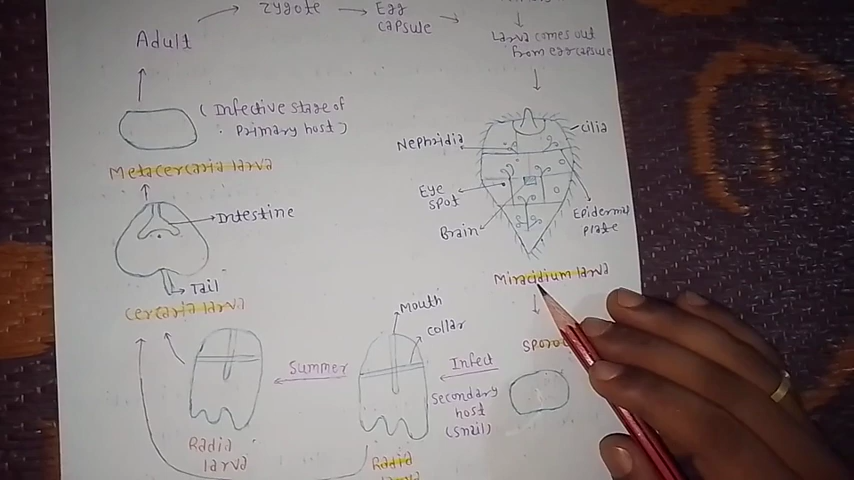 Zygote
Egg
capsule
Adult
Larva comes out
from egg capsule
(Infective stage of
Primary host)
Metacercaria larva
Nephridia
cilia
Eye
spot
Brain
Epidermal
plate
Miracidium larva
Intestine
Tail
Cercaria larva
Mouth
collar
Summer
Infect
Secondary
host
(snail)
Radia
larva
Radia